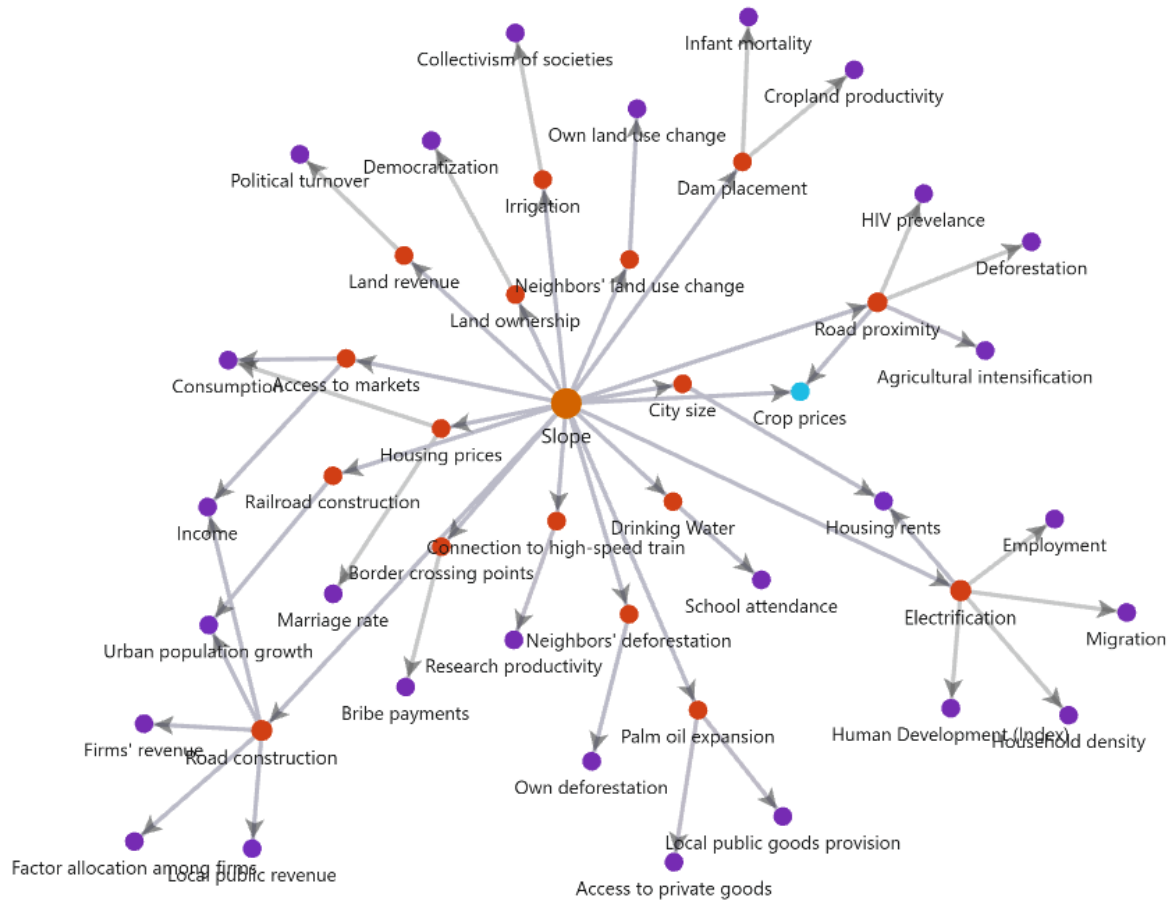 Infant mortality
Collectivism of societies
Cropland productivity
Own land use change
Democratization
Political turnover
Dam placement
Irrigation
HIV prevelance
Deforestation
Land revenue
Neighbors' land use change
Land ownership
Road proximity
Agricultural intensification
Consumption
Access to markets
City size
Crop prices
Slope
Housing prices
Railroad construction
Income
Drinking Water
Housing rents
Connection to high-speed train
Employment
Border crossing points
School attendance
Marriage rate
Electrification
Migration
Neighbors' deforestation
Urban population growth
Research productivity
Bribe payments
Human Development (Index)
Household density
Palm oil expansion
Firms' revenue
Road construction
Own deforestation
Local public goods provision
Factor allocation among firms
Local public revenue
Access to private goods